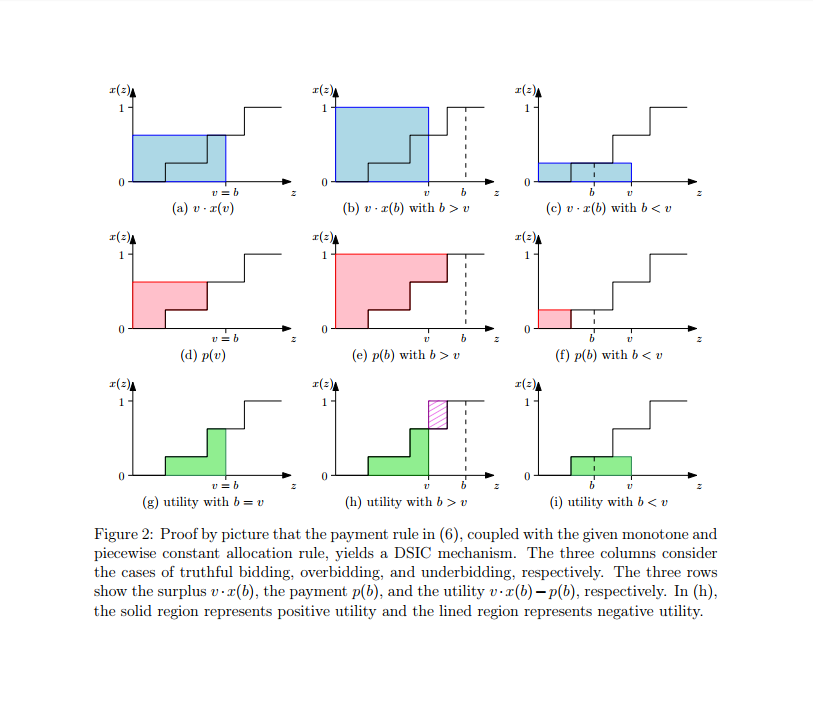 x(z) x(z) x(z)
1 1 1
0 0 0
v = b z v b z b v z
(a) v · x(v) (b) v · x(b) with b > v (c) v · x(b) with b < v
x(z) x(z) x(z)
1 1 1
0 0 0
v = b z v b z b v z
(d) p(v) (e) p(b) with b > v (f) p(b) with b < v
x(z) x(z) x(z)
1 1 1
0 0 0
v = b z v b z b v z
(g) utility with b = v (h) utility with b > v (i) utility with b < v
Figure 2: Proof by picture that the payment rule in (6), coupled with the given monotone and
piecewise constant allocation rule, yields a DSIC mechanism. The three columns consider
the cases of truthful bidding, overbidding, and underbidding, respectively. The three rows
show the surplus v·x(b), the payment p(b), and the utility v·x(b)−p(b), respectively. In (h),
the solid region represents positive utility and the lined region represents negative utility.